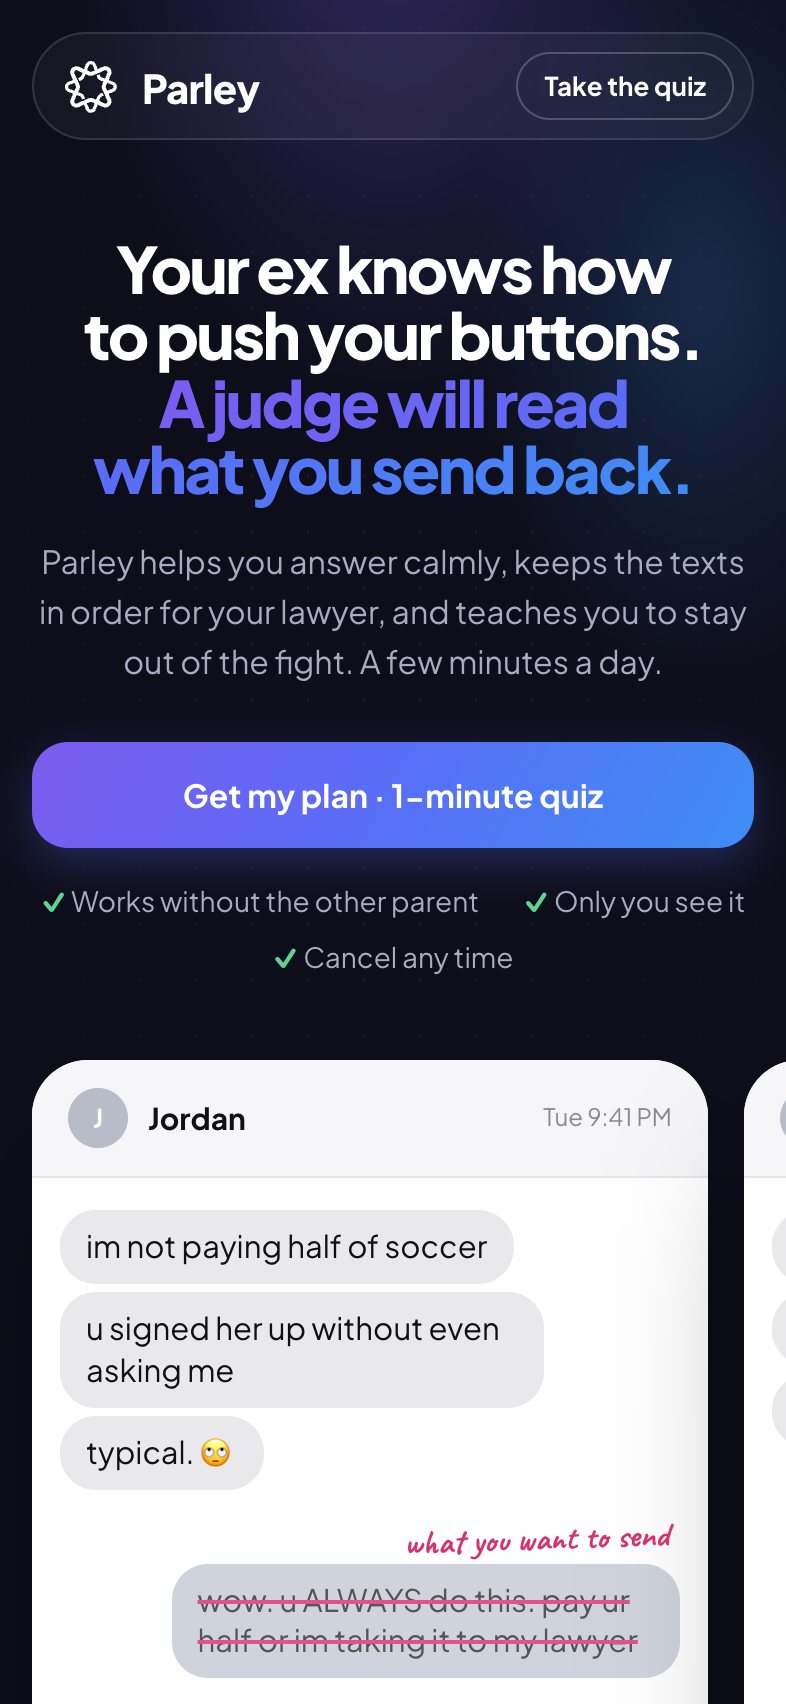 Parley
Take the quiz
Your ex knows how
to push your buttons.
A judge will read
what you send back.
Parley helps you answer calmly, keeps the texts
in order for your lawyer, and teaches you to stay
out of the fight. A few minutes a day.
Get my plan · 1-minute quiz
Works without the other parent
Only you see it
Cancel any time
J
Jordan
Tue 9:41 PM
im not paying half of soccer
u signed her up without even
asking me
typical. 🙄
what you want to send
wow. u ALWAYS do this. pay ur
half or im taking it to my lawyer